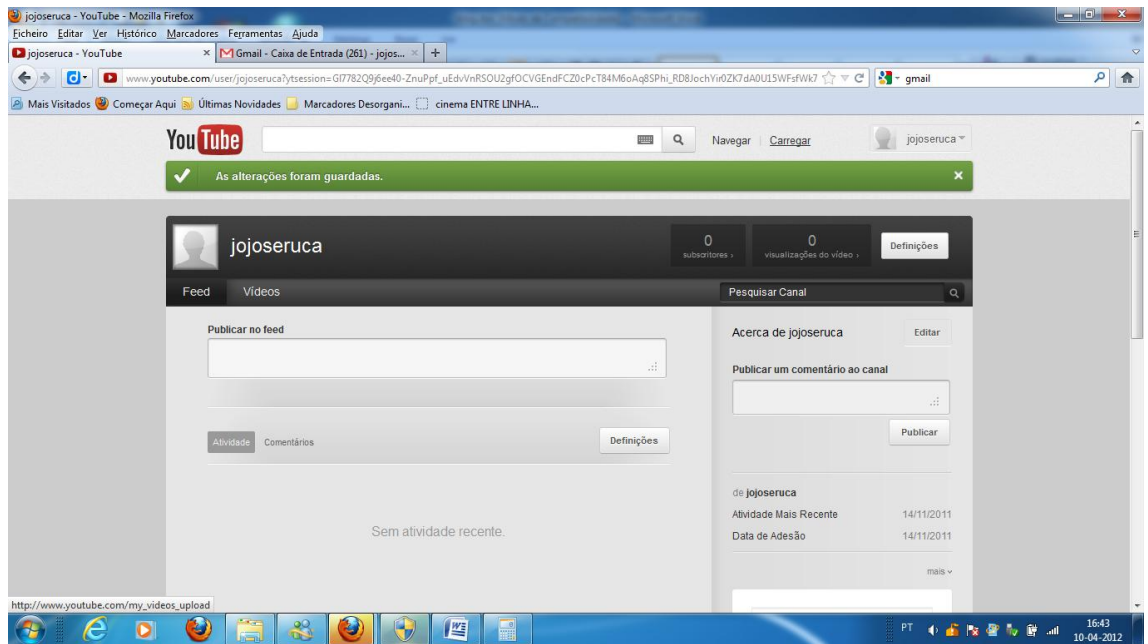 jojoseruca - YouTube - Mozilla Firefox
Ficheiro Editar Ver Histórico Marcadores Ferramentas Ajuda
jojoseruca - YouTube × Gmail - Caixa de Entrada (261) - jojos... × +
www.youtube.com/user/jojoseruca?ytsession= gmail
Mais Visitados Começar Aqui Últimas Novidades Marcadores Desorgani... cinema ENTRE LINHA...
YouTube Navegar Carregar jojoseruca
As alterações foram guardadas. ×
jojoseruca 0 subscritores › 0 visualizações do vídeo › Definições
Feed Vídeos Pesquisar Canal
Publicar no feed
Acerca de jojoseruca Editar
Publicar um comentário ao canal
Publicar
Atividade Comentários Definições
de jojoseruca
Atividade Mais Recente 14/11/2011
Data de Adesão 14/11/2011
Sem atividade recente.
mais
http://www.youtube.com/my_videos_upload
PT 16:43
10-04-2012